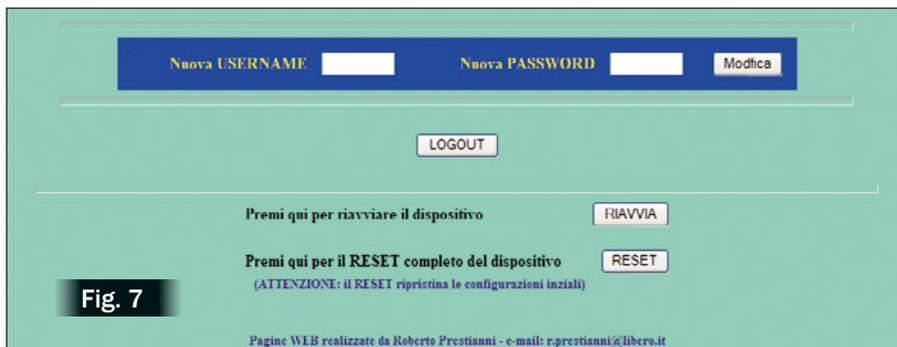 Nuova USERNAME Nuova PASSWORD Modfica
LOGOUT
Premi qui per riavviare il dispositivo RIAVVIA
Premi qui per il RESET completo del dispositivo RESET
(ATTENZIONE: il RESET ripristina le configurazioni inziali)
Fig. 7
Pagine WEB realizzate da Roberto Prestianni - e-mail: r.prestianni@libero.it